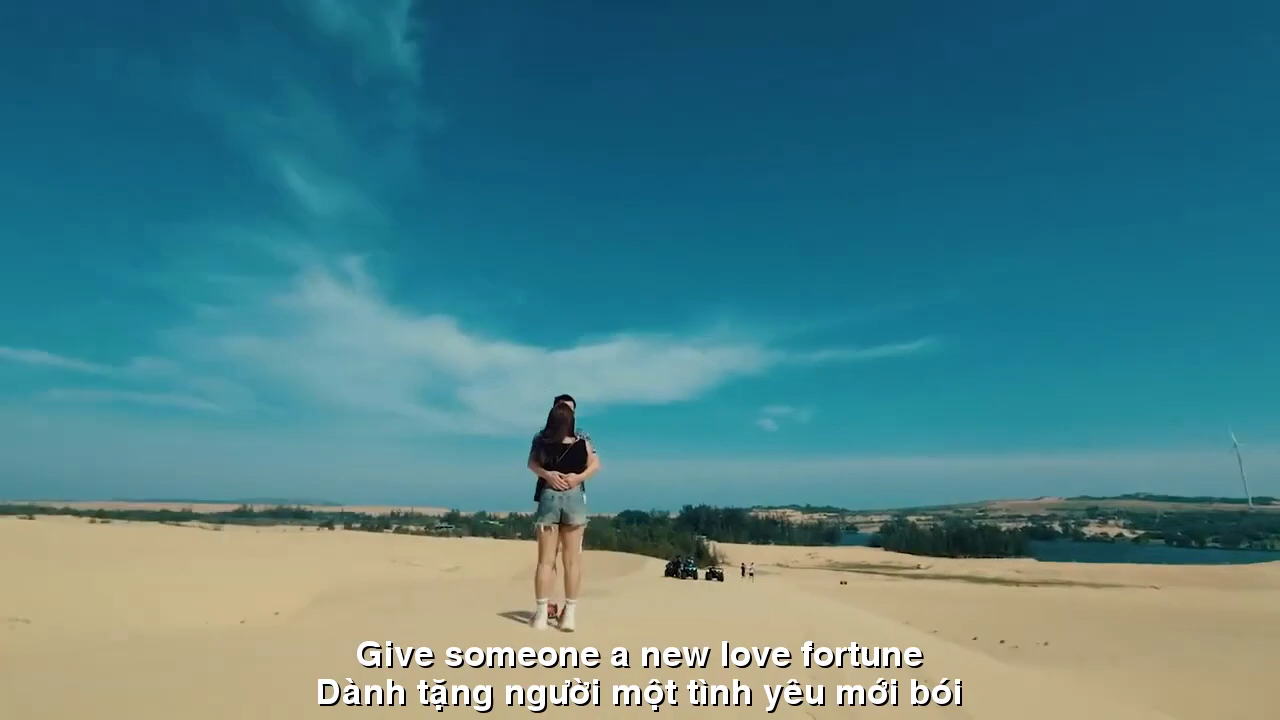 Give someone a new love fortune
Dành tặng người một tình yêu mới bói